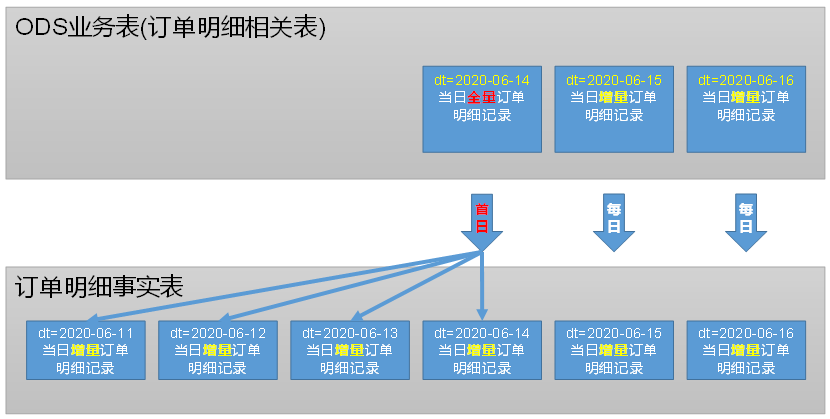 ODS业务表(订单明细相关表)
dt=2020-06-14
当日全量订单
明细记录
dt=2020-06-15
当日增量订单
明细记录
dt=2020-06-16
当日增量订单
明细记录
首
日
每
日
每
日
订单明细事实表
dt=2020-06-11
当日增量订单
明细记录
dt=2020-06-12
当日增量订单
明细记录
dt=2020-06-13
当日增量订单
明细记录
dt=2020-06-14
当日增量订单
明细记录
dt=2020-06-15
当日增量订单
明细记录
dt=2020-06-16
当日增量订单
明细记录